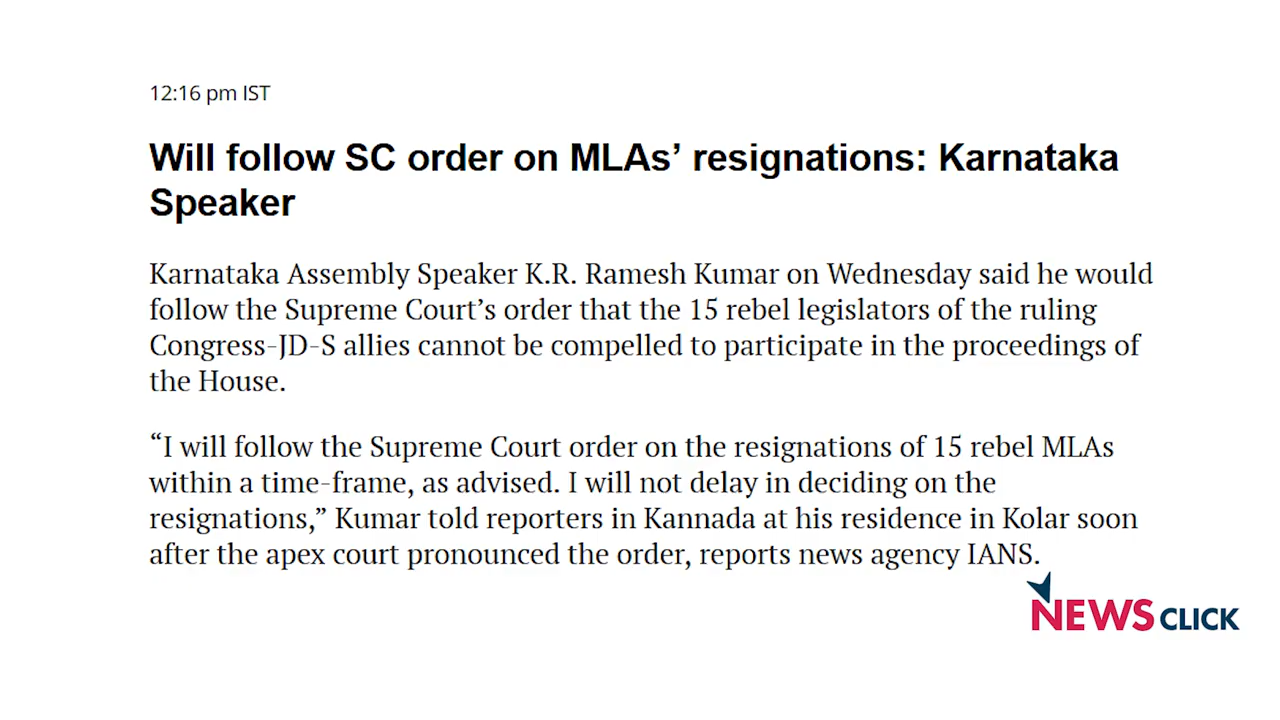 12:16 pm IST
Will follow SC order on MLAs’ resignations: Karnataka
Speaker
Karnataka Assembly Speaker K.R. Ramesh Kumar on Wednesday said he would
follow the Supreme Court’s order that the 15 rebel legislators of the ruling
Congress-JD-S allies cannot be compelled to participate in the proceedings of
the House.
“I will follow the Supreme Court order on the resignations of 15 rebel MLAs
within a time-frame, as advised. I will not delay in deciding on the
resignations,” Kumar told reporters in Kannada at his residence in Kolar soon
after the apex court pronounced the order, reports news agency IANS.
NEWSCLICK